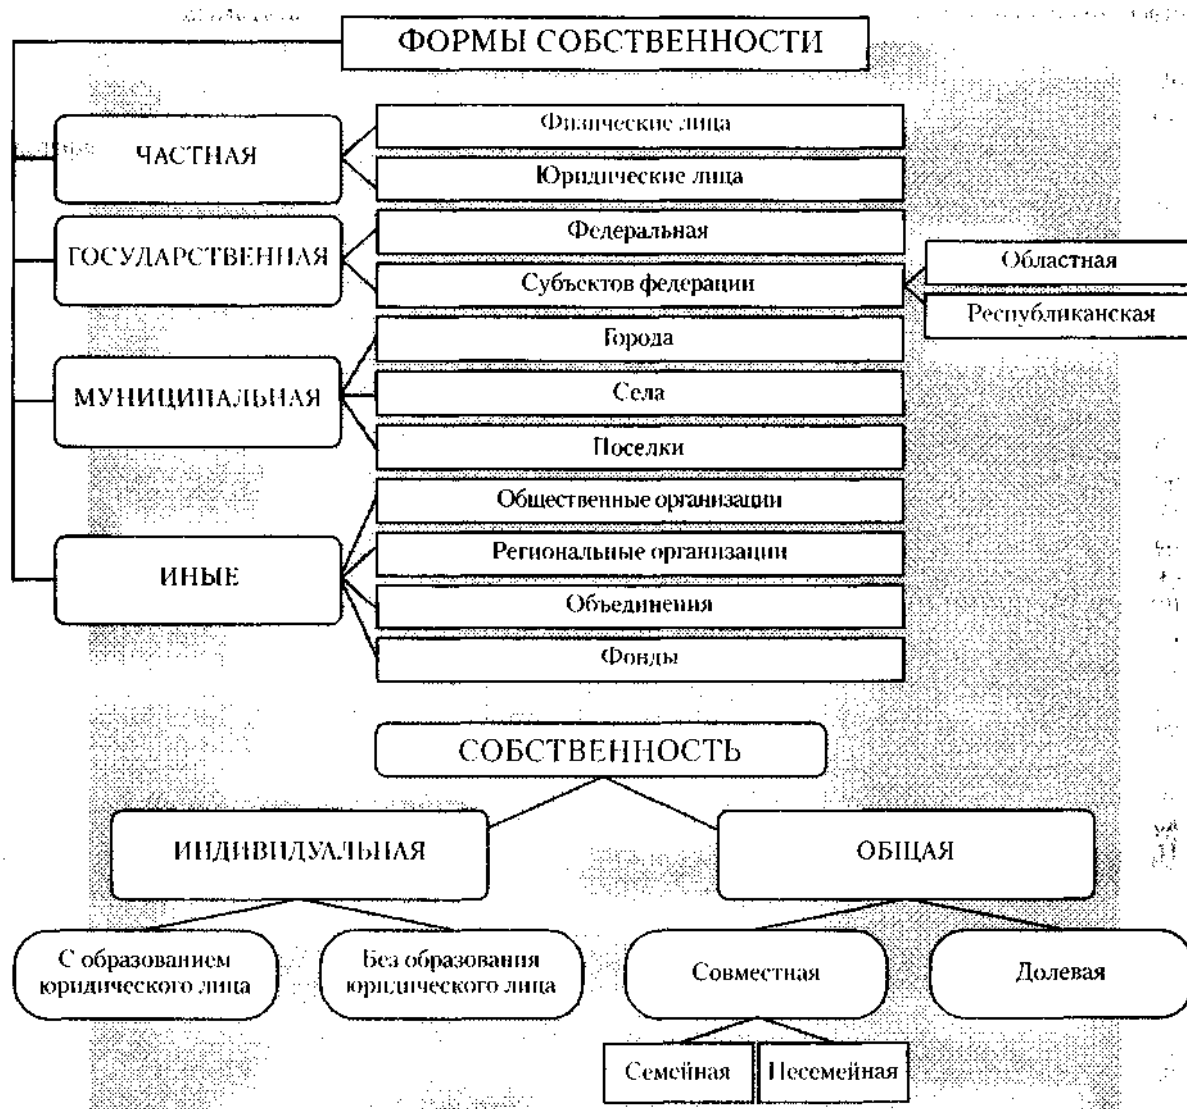 ФОРМЫ СОБСТВЕННОСТИ
ЧАСТНАЯ
Физические лица
Юридические лица
ГОСУДАРСТВЕННАЯ
Федеральная
Субъектов федерации
Областная
Республиканская
МУНИЦИПАЛЬНАЯ
Города
Села
Поселки
ИНЫЕ
Общественные организации
Региональные организации
Объединения
Фонды
СОБСТВЕННОСТЬ
ИНДИВИДУАЛЬНАЯ
ОБЩАЯ
С образованием
юридического лица
Без образования
юридического лица
Совместная
Долевая
Семейная
Несемейная